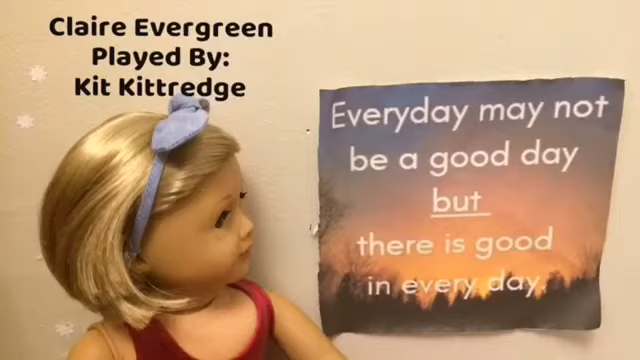 Claire Evergreen
Played By:
Kit Kittredge
Everyday may not
be a good day
but
there is good
in every day.